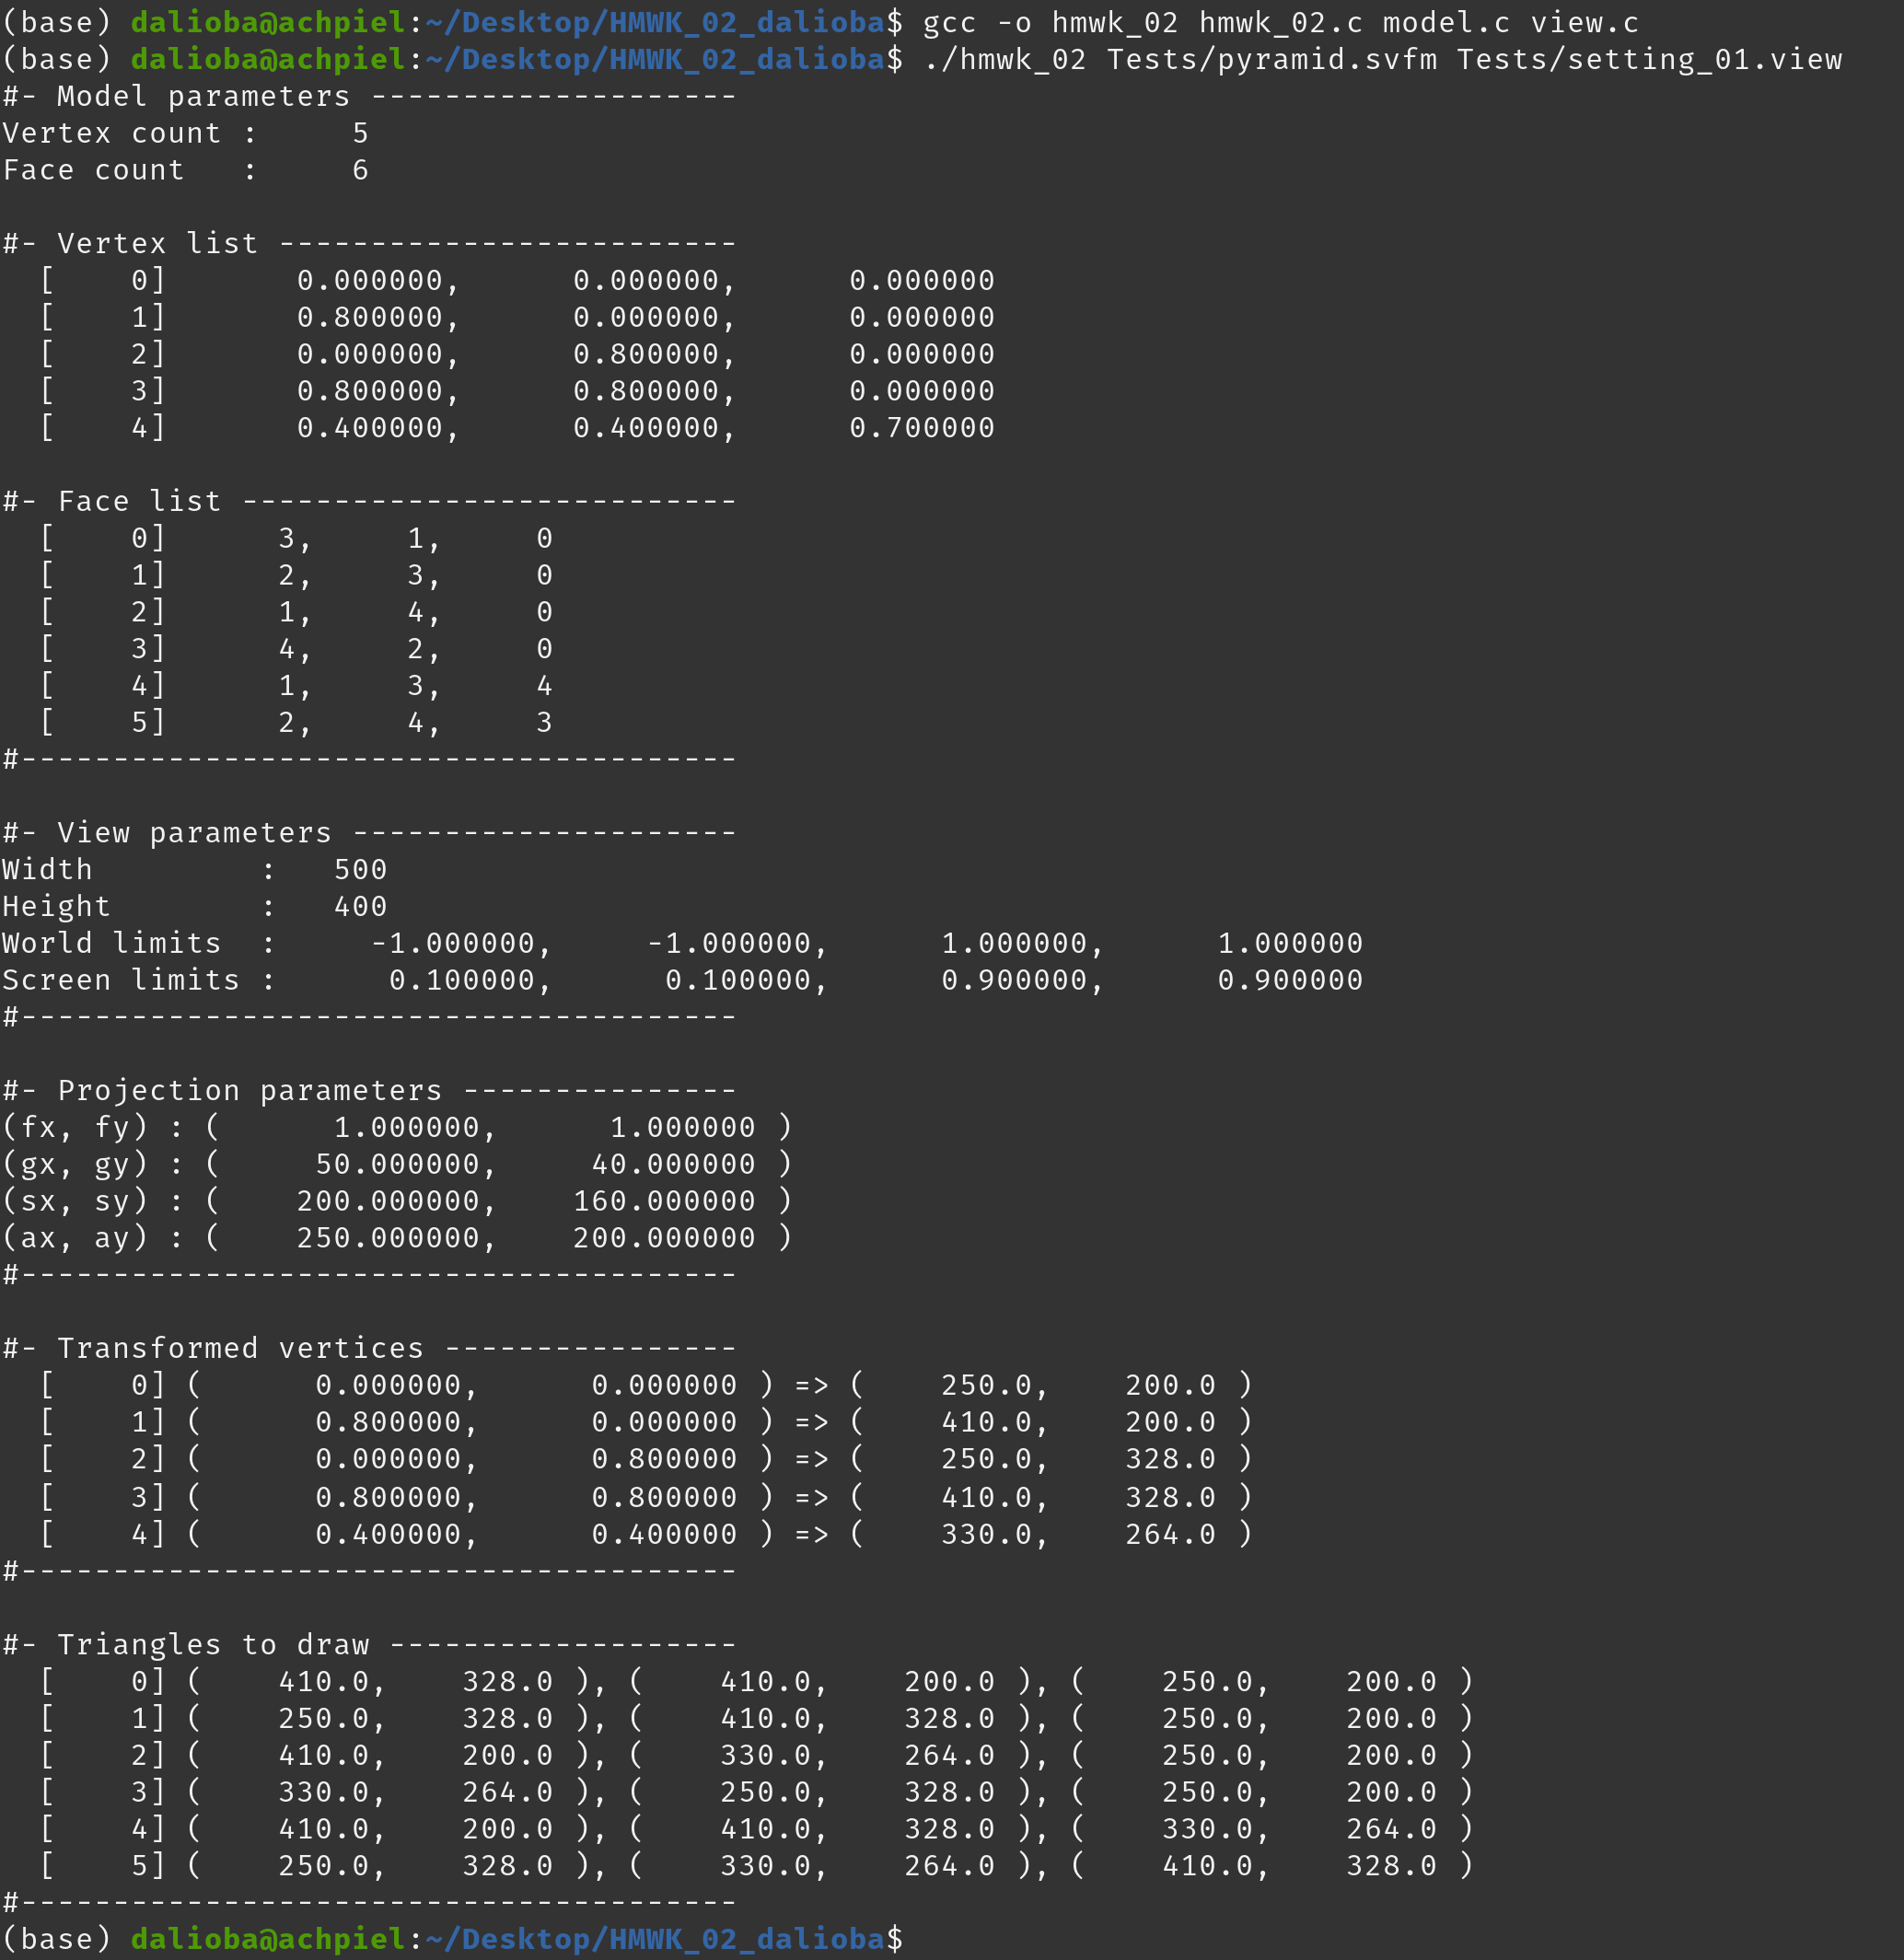 (base) dalioba@achpiel:~/Desktop/HMWK_02_dalioba$ gcc -o hmwk_02 hmwk_02.c model.c view.c
(base) dalioba@achpiel:~/Desktop/HMWK_02_dalioba$ ./hmwk_02 Tests/pyramid.svfm Tests/setting_01.view
#- Model parameters --------------------
Vertex count :     5
Face count   :     6

#- Vertex list -------------------------
  [    0]       0.000000,      0.000000,      0.000000
  [    1]       0.800000,      0.000000,      0.000000
  [    2]       0.000000,      0.800000,      0.000000
  [    3]       0.800000,      0.800000,      0.000000
  [    4]       0.400000,      0.400000,      0.700000

#- Face list ---------------------------
  [    0]      3,     1,     0
  [    1]      2,     3,     0
  [    2]      1,     4,     0
  [    3]      4,     2,     0
  [    4]      1,     3,     4
  [    5]      2,     4,     3
#---------------------------------------

#- View parameters ---------------------
Width         :   500
Height        :   400
World limits  :     -1.000000,     -1.000000,      1.000000,      1.000000
Screen limits :      0.100000,      0.100000,      0.900000,      0.900000
#---------------------------------------

#- Projection parameters ---------------
(fx, fy) : (      1.000000,      1.000000 )
(gx, gy) : (     50.000000,     40.000000 )
(sx, sy) : (    200.000000,    160.000000 )
(ax, ay) : (    250.000000,    200.000000 )
#---------------------------------------

#- Transformed vertices ----------------
  [    0] (      0.000000,      0.000000 ) => (    250.0,    200.0 )
  [    1] (      0.800000,      0.000000 ) => (    410.0,    200.0 )
  [    2] (      0.000000,      0.800000 ) => (    250.0,    328.0 )
  [    3] (      0.800000,      0.800000 ) => (    410.0,    328.0 )
  [    4] (      0.400000,      0.400000 ) => (    330.0,    264.0 )
#---------------------------------------

#- Triangles to draw -------------------
  [    0] (    410.0,    328.0 ), (    410.0,    200.0 ), (    250.0,    200.0 )
  [    1] (    250.0,    328.0 ), (    410.0,    328.0 ), (    250.0,    200.0 )
  [    2] (    410.0,    200.0 ), (    330.0,    264.0 ), (    250.0,    200.0 )
  [    3] (    330.0,    264.0 ), (    250.0,    328.0 ), (    250.0,    200.0 )
  [    4] (    410.0,    200.0 ), (    410.0,    328.0 ), (    330.0,    264.0 )
  [    5] (    250.0,    328.0 ), (    330.0,    264.0 ), (    410.0,    328.0 )
#---------------------------------------
(base) dalioba@achpiel:~/Desktop/HMWK_02_dalioba$